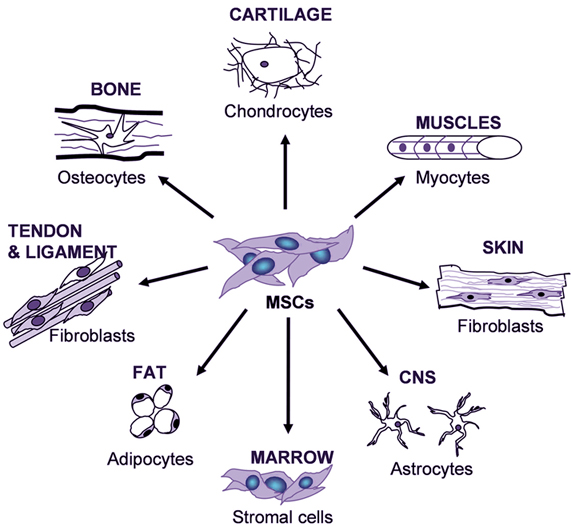 CARTILAGE
Chondrocytes
BONE
Osteocytes
MUSCLES
Myocytes
TENDON
& LIGAMENT
Fibroblasts
MSCs
SKIN
Fibroblasts
FAT
Adipocytes
CNS
Astrocytes
MARROW
Stromal cells